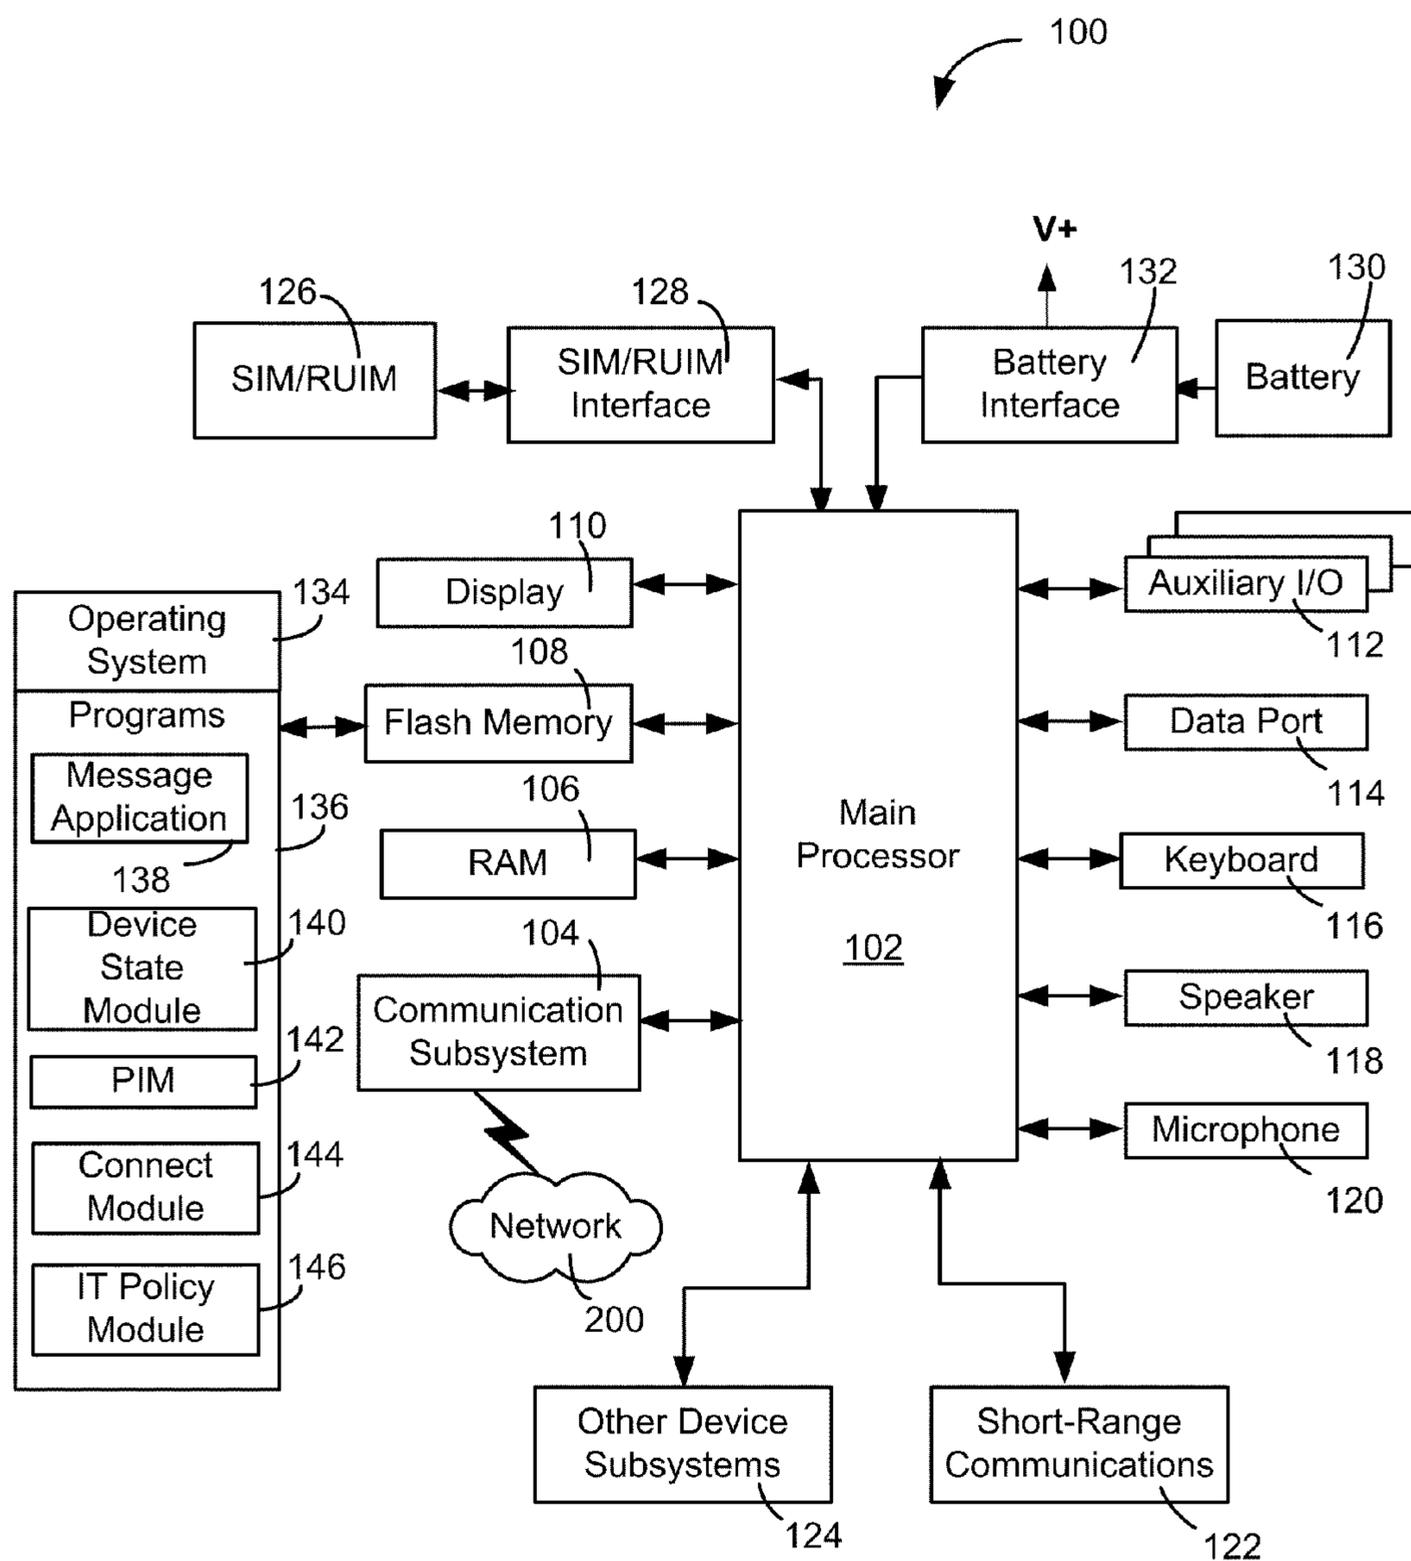 100
V+
126
128
132
130
SIM/RUIM
SIM/RUIM
Interface
Battery
Interface
Battery
110
Display
Auxiliary I/O
112
134
Operating
System
108
Flash Memory
Data Port
114
Programs
Message
Application
138
136
106
RAM
Main
Processor
102
Keyboard
116
Device
State
Module
140
104
Communication
Subsystem
Speaker
118
PIM
142
Microphone
120
Connect
Module
144
Network
200
IT Policy
Module
146
Other Device
Subsystems
124
Short-Range
Communications
122